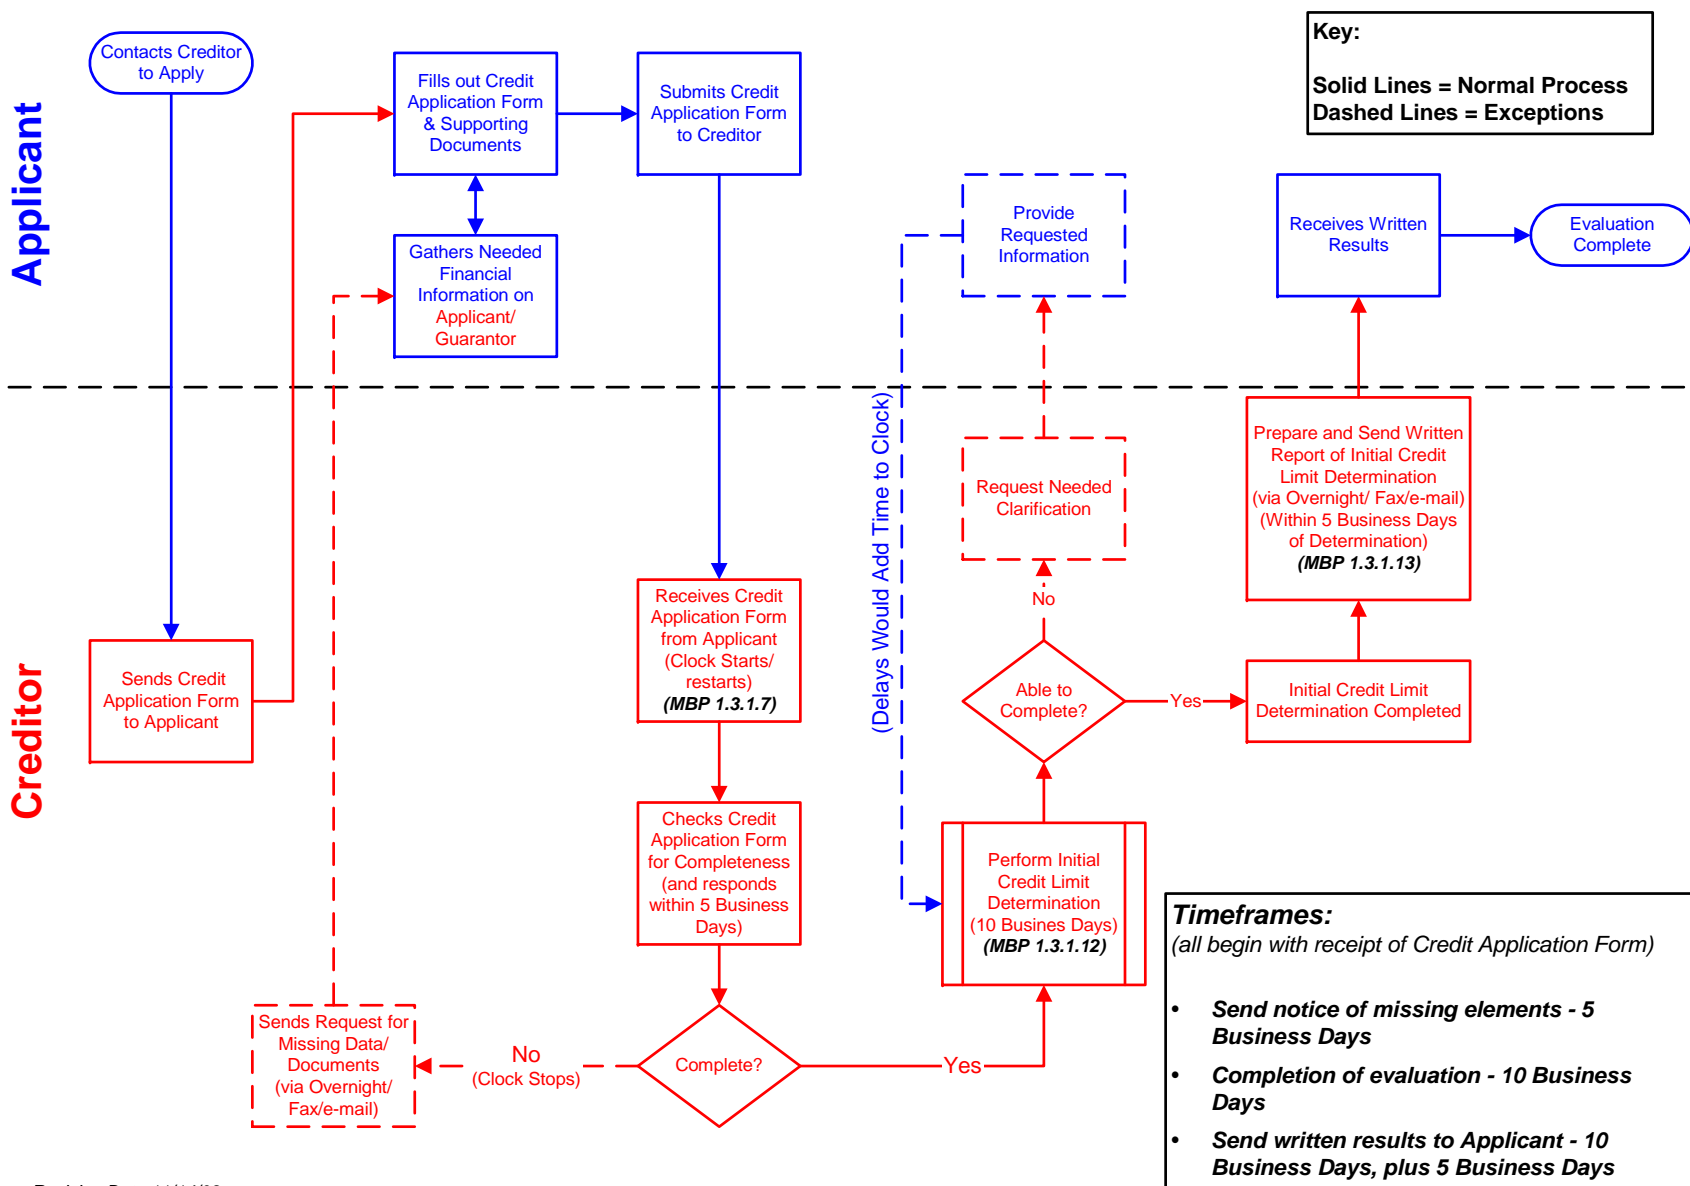 Applicant
Contacts Creditor
to Apply
Fills out Credit
Application Form
& Supporting
Documents
Submits Credit
Application Form
to Creditor
Key:
Solid Lines = Normal Process
Dashed Lines = Exceptions
Gathers Needed
Financial
Information on
Applicant/
Guarantor
Provide
Requested
Information
Receives Written
Results
Evaluation
Complete
Creditor
Sends Credit
Application Form
to Applicant
Receives Credit
Application Form
from Applicant
(Clock Starts/
restarts)
(MBP 1.3.1.7)
Checks Credit
Application Form
for Completeness
(and responds
within 5 Business
Days)
Complete?
No
(Clock Stops)
Sends Request for
Missing Data/
Documents
(via Overnight/
Fax/e-mail)
Yes
(Delays Would Add Time to Clock)
Perform Initial
Credit Limit
Determination
(10 Busines Days)
(MBP 1.3.1.12)
Able to
Complete?
No
Request Needed
Clarification
Yes
Initial Credit Limit
Determination Completed
Prepare and Send Written
Report of Initial Credit
Limit Determination
(via Overnight/ Fax/e-mail)
(Within 5 Business Days
of Determination)
(MBP 1.3.1.13)
Timeframes:
(all begin with receipt of Credit Application Form)
• Send notice of missing elements - 5
Business Days
• Completion of evaluation - 10 Business
Days
• Send written results to Applicant - 10
Business Days, plus 5 Business Days